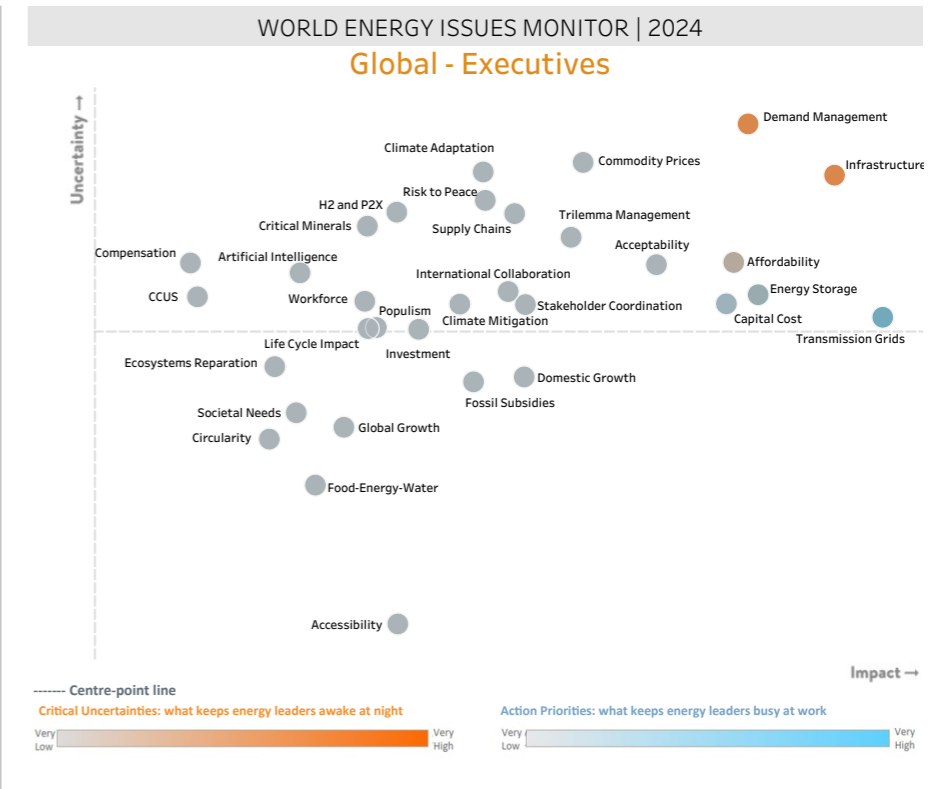 WORLD ENERGY ISSUES MONITOR | 2024
Global - Executives
Uncertainty →
Demand Management
Climate Adaptation
Commodity Prices
Infrastructure
Risk to Peace
H2 and P2X
Critical Minerals
Supply Chains
Trilemma Management
Compensation
Artificial Intelligence
Acceptability
Affordability
International Collaboration
CCUS
Workforce
Energy Storage
Stakeholder Coordination
Populism
Climate Mitigation
Capital Cost
Transmission Grids
Life Cycle Impact
Investment
Ecosystems Reparation
Domestic Growth
Fossil Subsidies
Societal Needs
Global Growth
Circularity
Food-Energy-Water
Accessibility
Impact →
------- Centre-point line
Critical Uncertainties: what keeps energy leaders awake at night
Action Priorities: what keeps energy leaders busy at work
Very Low
Very High
Very Low
Very High